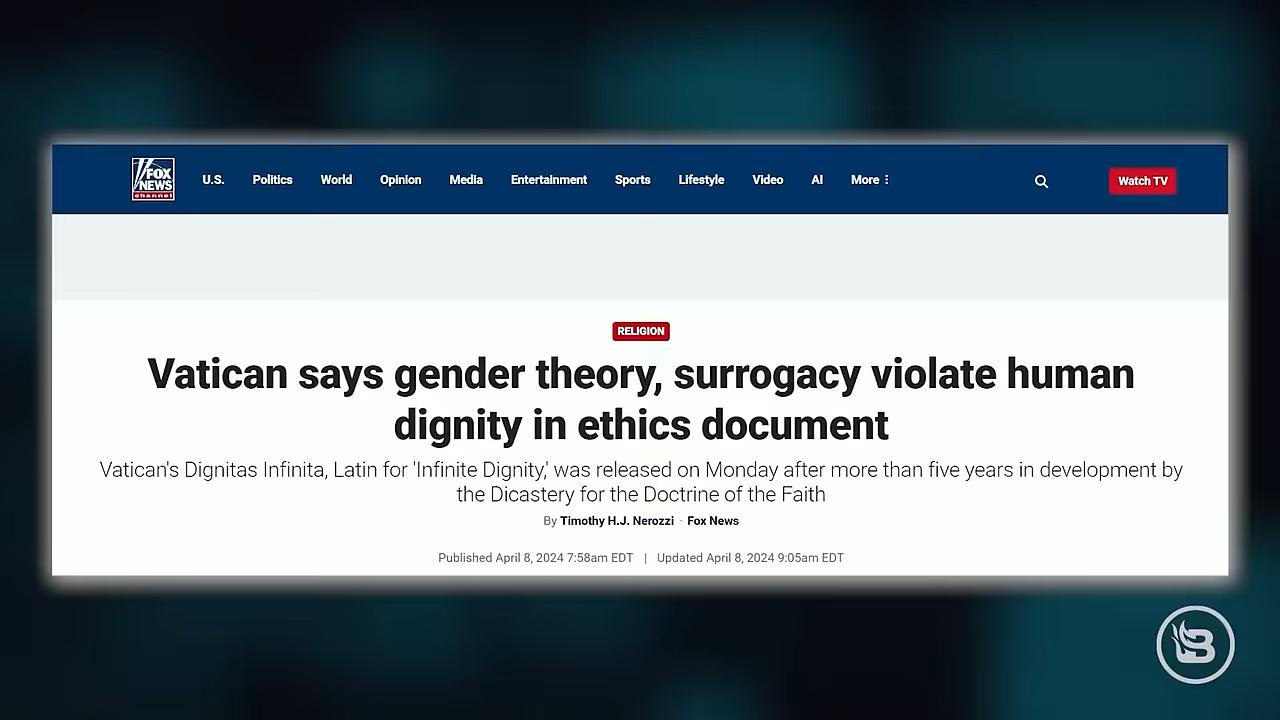 FOX
NEWS
channel
U.S. Politics World Opinion Media Entertainment Sports Lifestyle Video AI More Watch TV
RELIGION
Vatican says gender theory, surrogacy violate human
dignity in ethics document
Vatican's Dignitas Infinita, Latin for 'Infinite Dignity,' was released on Monday after more than five years in development by
the Dicastery for the Doctrine of the Faith
By Timothy H.J. Nerozzi · Fox News
Published April 8, 2024 7:58am EDT | Updated April 8, 2024 9:05am EDT
B